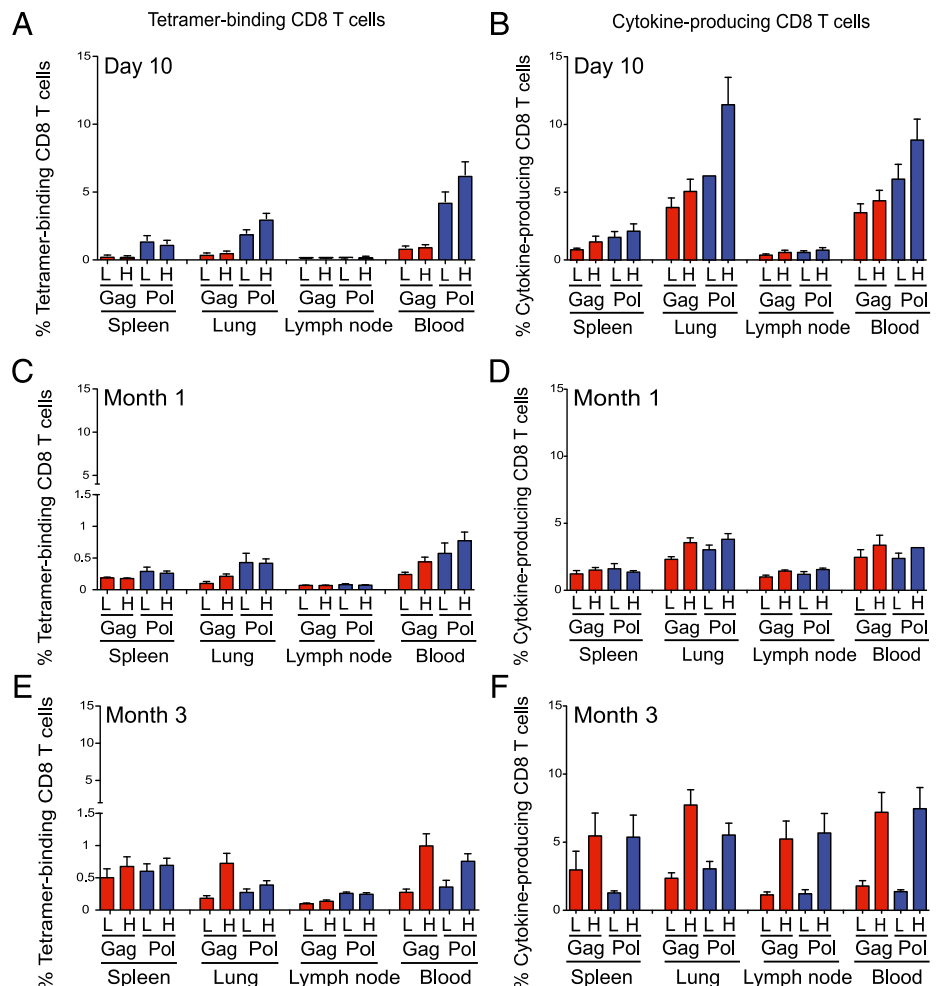 A
Tetramer-binding CD8 T cells
% Tetramer-binding CD8 T cells
Day 10
15
10
5
0
L H L H L H L H L H L H L H L H
Gag Pol Gag Pol Gag Pol Gag Pol
Spleen Lung Lymph node Blood
B
Cytokine-producing CD8 T cells
% Cytokine-producing CD8 T cells
Day 10
15
10
5
0
L H L H L H L H L H L H L H L H
Gag Pol Gag Pol Gag Pol Gag Pol
Spleen Lung Lymph node Blood
C
% Tetramer-binding CD8 T cells
Month 1
15
10
5
1.5
1
0.5
0
L H L H L H L H L H L H L H L H
Gag Pol Gag Pol Gag Pol Gag Pol
Spleen Lung Lymph node Blood
D
% Cytokine-producing CD8 T cells
Month 1
15
10
5
0
L H L H L H L H L H L H L H L H
Gag Pol Gag Pol Gag Pol Gag Pol
Spleen Lung Lymph node Blood
E
% Tetramer-binding CD8 T cells
Month 3
15
10
5
1.5
1
0.5
0
L H L H L H L H L H L H L H L H
Gag Pol Gag Pol Gag Pol Gag Pol
Spleen Lung Lymph node Blood
F
% Cytokine-producing CD8 T cells
Month 3
15
10
5
0
L H L H L H L H L H L H L H L H
Gag Pol Gag Pol Gag Pol Gag Pol
Spleen Lung Lymph node Blood